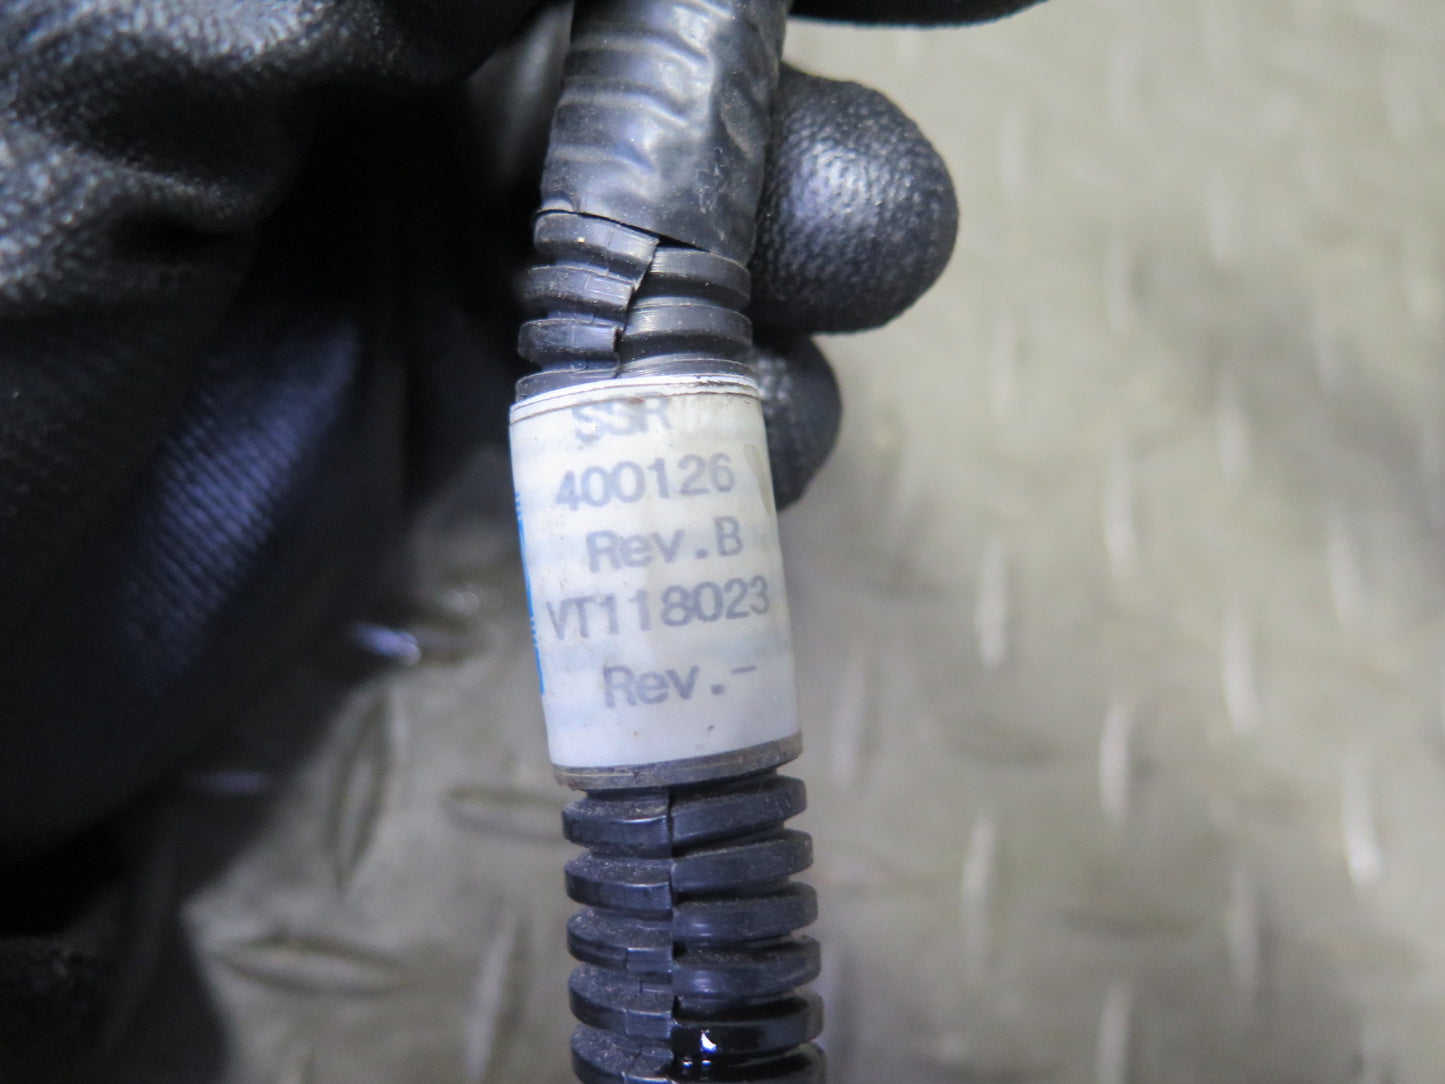 SSR
400126
Rev.B
VT118023
Rev.-